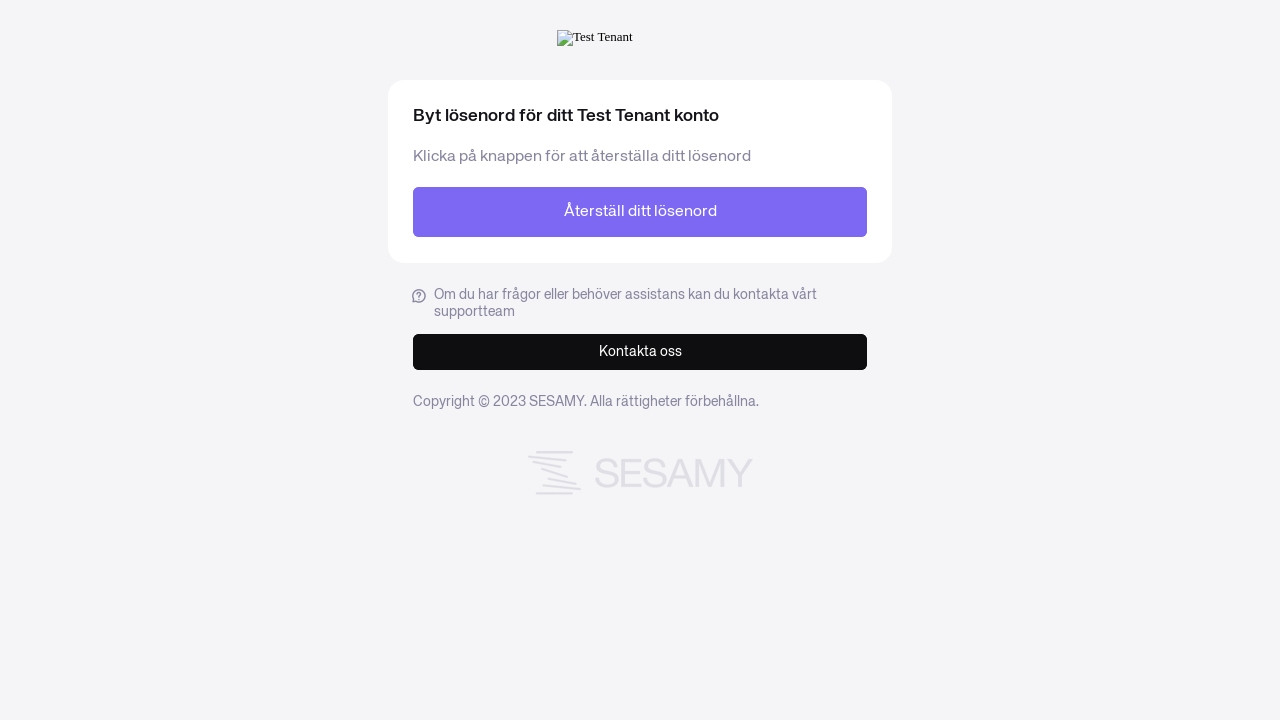 Test Tenant
Byt lösenord för ditt Test Tenant konto
Klicka på knappen för att återställa ditt lösenord
Återställ ditt lösenord
Om du har frågor eller behöver assistans kan du kontakta vårt
supportteam
Kontakta oss
Copyright © 2023 SESAMY. Alla rättigheter förbehållna.
SESAMY